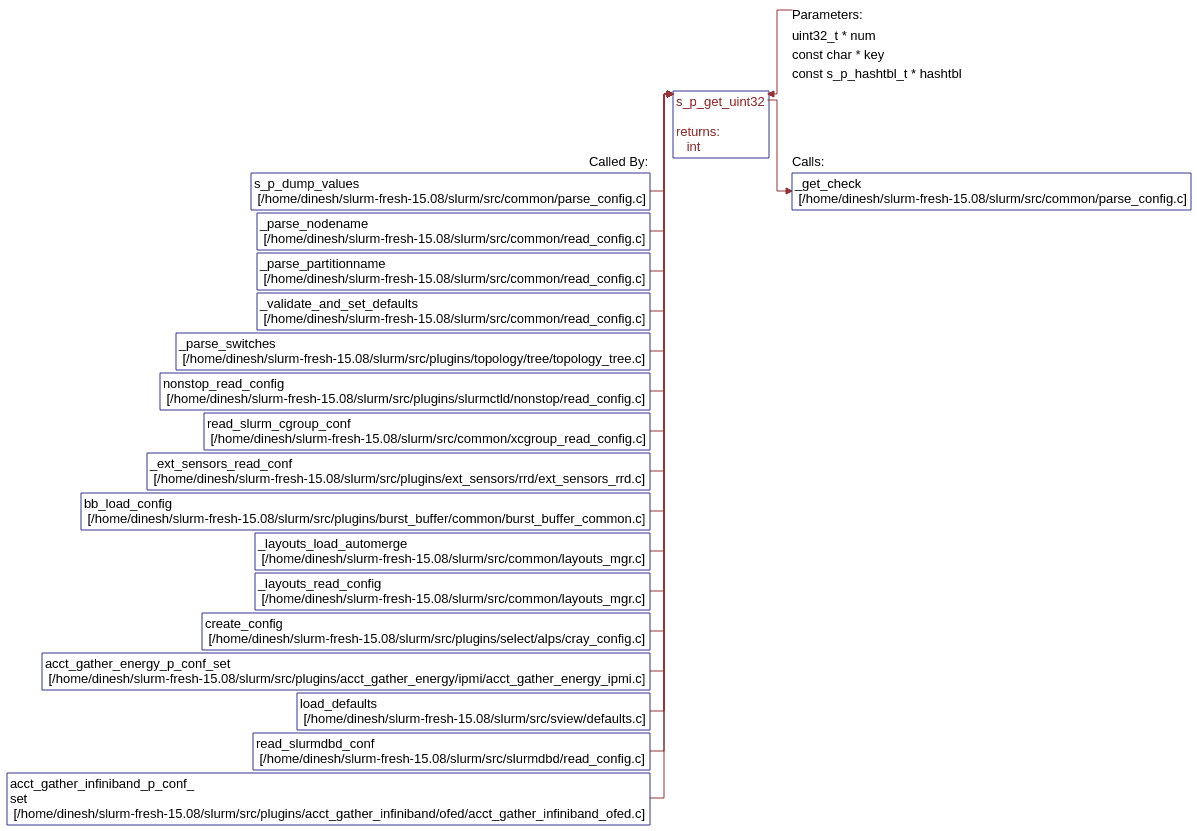 Parameters:
uint32_t * num
const char * key
const s_p_hashtbl_t * hashtbl
s_p_get_uint32
returns:
int
Called By:
Calls:
s_p_dump_values
[/home/dinesh/slurm-fresh-15.08/slurm/src/common/parse_config.c]
_get_check
[/home/dinesh/slurm-fresh-15.08/slurm/src/common/parse_config.c]
_parse_nodename
[/home/dinesh/slurm-fresh-15.08/slurm/src/common/read_config.c]
_parse_partitionname
[/home/dinesh/slurm-fresh-15.08/slurm/src/common/read_config.c]
_validate_and_set_defaults
[/home/dinesh/slurm-fresh-15.08/slurm/src/common/read_config.c]
_parse_switches
[/home/dinesh/slurm-fresh-15.08/slurm/src/plugins/topology/tree/topology_tree.c]
nonstop_read_config
[/home/dinesh/slurm-fresh-15.08/slurm/src/plugins/slurmctld/nonstop/read_config.c]
read_slurm_cgroup_conf
[/home/dinesh/slurm-fresh-15.08/slurm/src/common/xcgroup_read_config.c]
_ext_sensors_read_conf
[/home/dinesh/slurm-fresh-15.08/slurm/src/plugins/ext_sensors/rrd/ext_sensors_rrd.c]
bb_load_config
[/home/dinesh/slurm-fresh-15.08/slurm/src/plugins/burst_buffer/common/burst_buffer_common.c]
_layouts_load_automerge
[/home/dinesh/slurm-fresh-15.08/slurm/src/common/layouts_mgr.c]
_layouts_read_config
[/home/dinesh/slurm-fresh-15.08/slurm/src/common/layouts_mgr.c]
create_config
[/home/dinesh/slurm-fresh-15.08/slurm/src/plugins/select/alps/cray_config.c]
acct_gather_energy_p_conf_set
[/home/dinesh/slurm-fresh-15.08/slurm/src/plugins/acct_gather_energy/ipmi/acct_gather_energy_ipmi.c]
load_defaults
[/home/dinesh/slurm-fresh-15.08/slurm/src/sview/defaults.c]
read_slurmdbd_conf
[/home/dinesh/slurm-fresh-15.08/slurm/src/slurmdbd/read_config.c]
acct_gather_infiniband_p_conf_
set
[/home/dinesh/slurm-fresh-15.08/slurm/src/plugins/acct_gather_infiniband/ofed/acct_gather_infiniband_ofed.c]